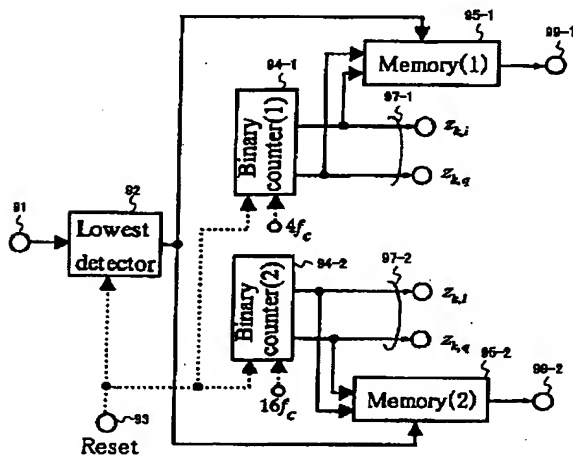 95-1
99-1
Memory(1)
94-1
97-1
Binary
counter(1)
z_{k,i}
z_{k,q}
92
91
Lowest
detector
4f_c
94-2
97-2
Binary
counter(2)
z_{k,i}
z_{k,q}
95-2
99-2
Memory(2)
16f_c
93
Reset